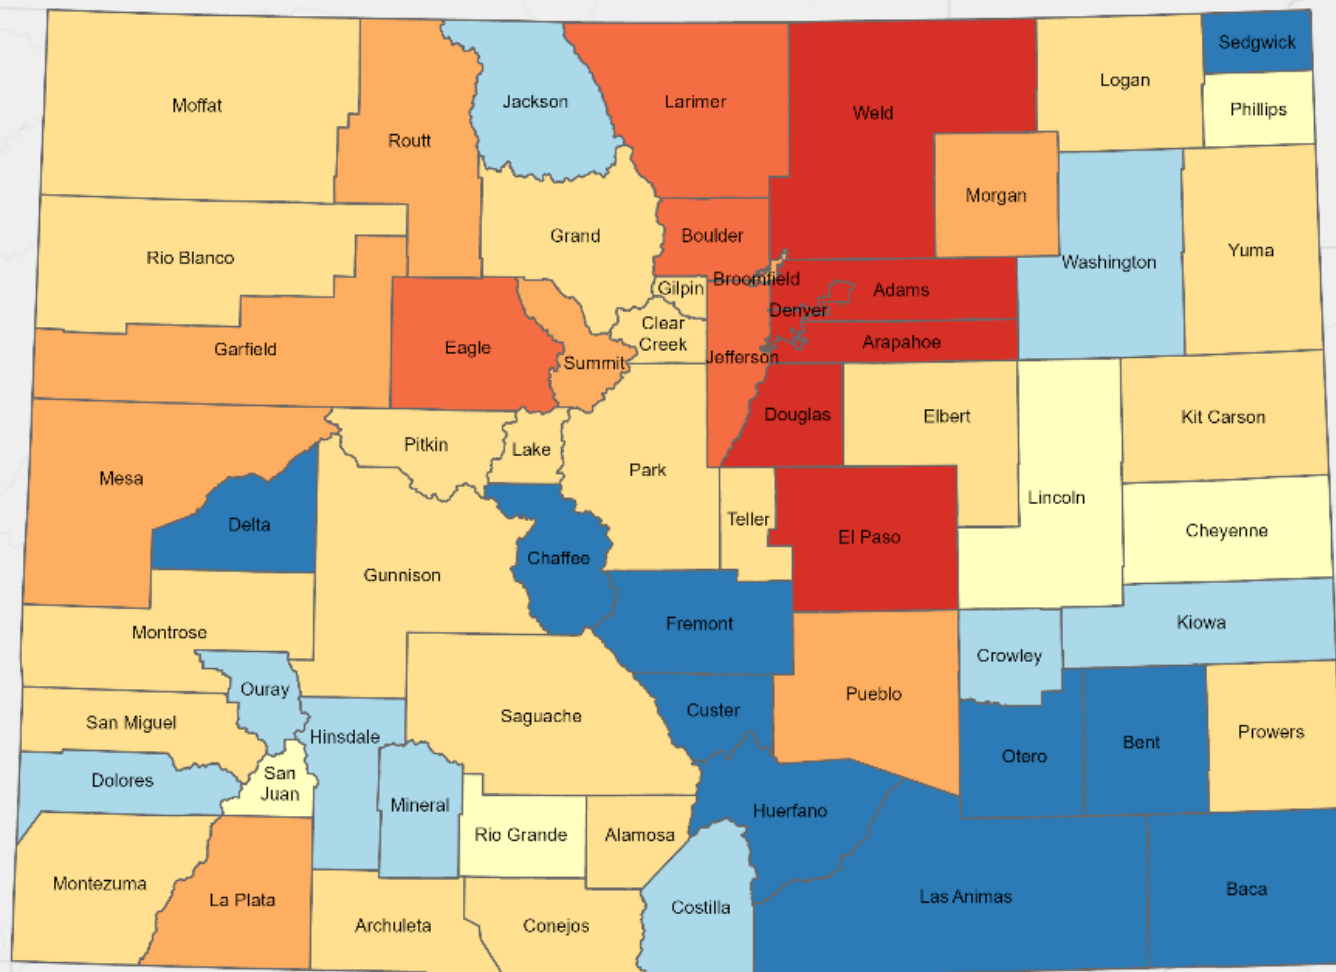 Sedgwick
Logan
Moffat
Jackson
Larimer
Phillips
Weld
Routt
Morgan
Grand
Boulder
Yuma
Rio Blanco
Washington
Broomfield
Gilpin
Adams
Denver
Clear
Creek
Arapahoe
Eagle
Garfield
Jefferson
Summit
Douglas
Elbert
Kit Carson
Pitkin
Lake
Park
Mesa
Lincoln
Teller
Delta
Cheyenne
El Paso
Chaffee
Gunnison
Fremont
Kiowa
Montrose
Crowley
Ouray
Pueblo
Custer
Saguache
San Miguel
Prowers
Hinsdale
Bent
Otero
San
Juan
Dolores
Mineral
Huerfano
Rio Grande
Alamosa
Montezuma
Baca
Las Animas
La Plata
Costilla
Archuleta
Conejos